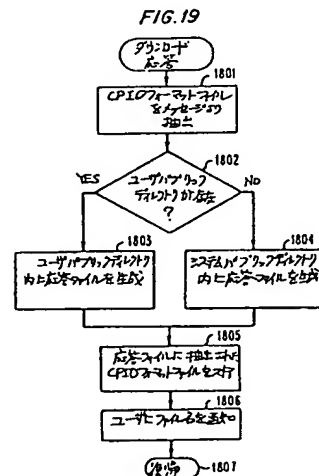 FIG.19
ダウンロード
応答
1801
CPIOフォーマットファイル
をメッセージより
抽出
1802
ユーザパブリック
ディレクトリが存在
?
YES
NO
1803
ユーザパブリックディレクトリ
内に応答ファイルを生成
1804
システムパブリックディレクトリ
内に応答ファイルを生成
1805
応答ファイルに抽出された
CPIOフォーマットファイルを
1806
ユーザにファイル名を通知
復帰
1807